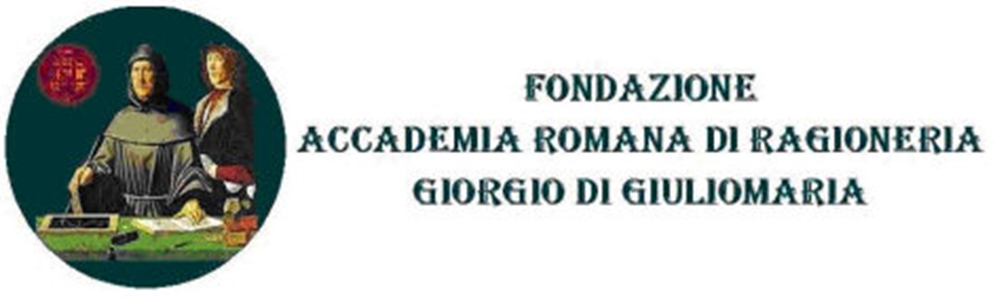 FONDAZIONE
ACCADEMIA ROMANA DI RAGIONERIA
GIORGIO DI GIULIOMARIA